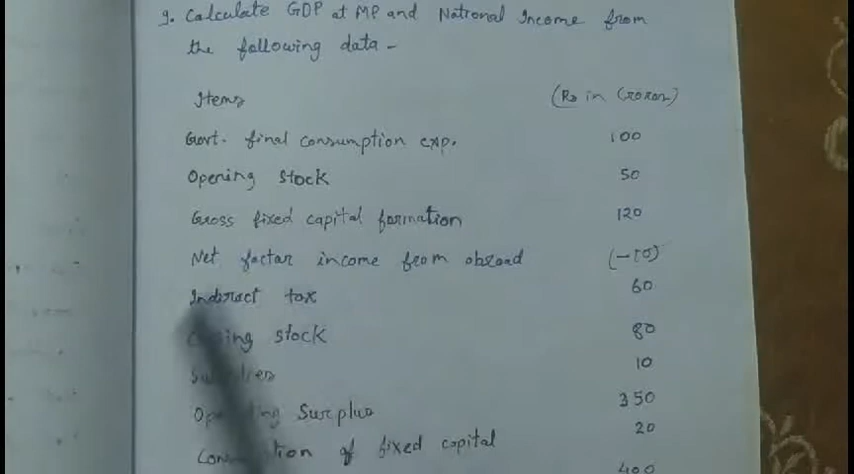 9. Calculate GDP at MP and National Income from
the following data -
Items (Rs in Crores)
Govt. final consumption exp. 100
Opening stock 50
Gross fixed capital formation 120
Net factor income from abroad
Indirect tax 60
stock 80
10
Surplus 350
of fixed capital 20
400